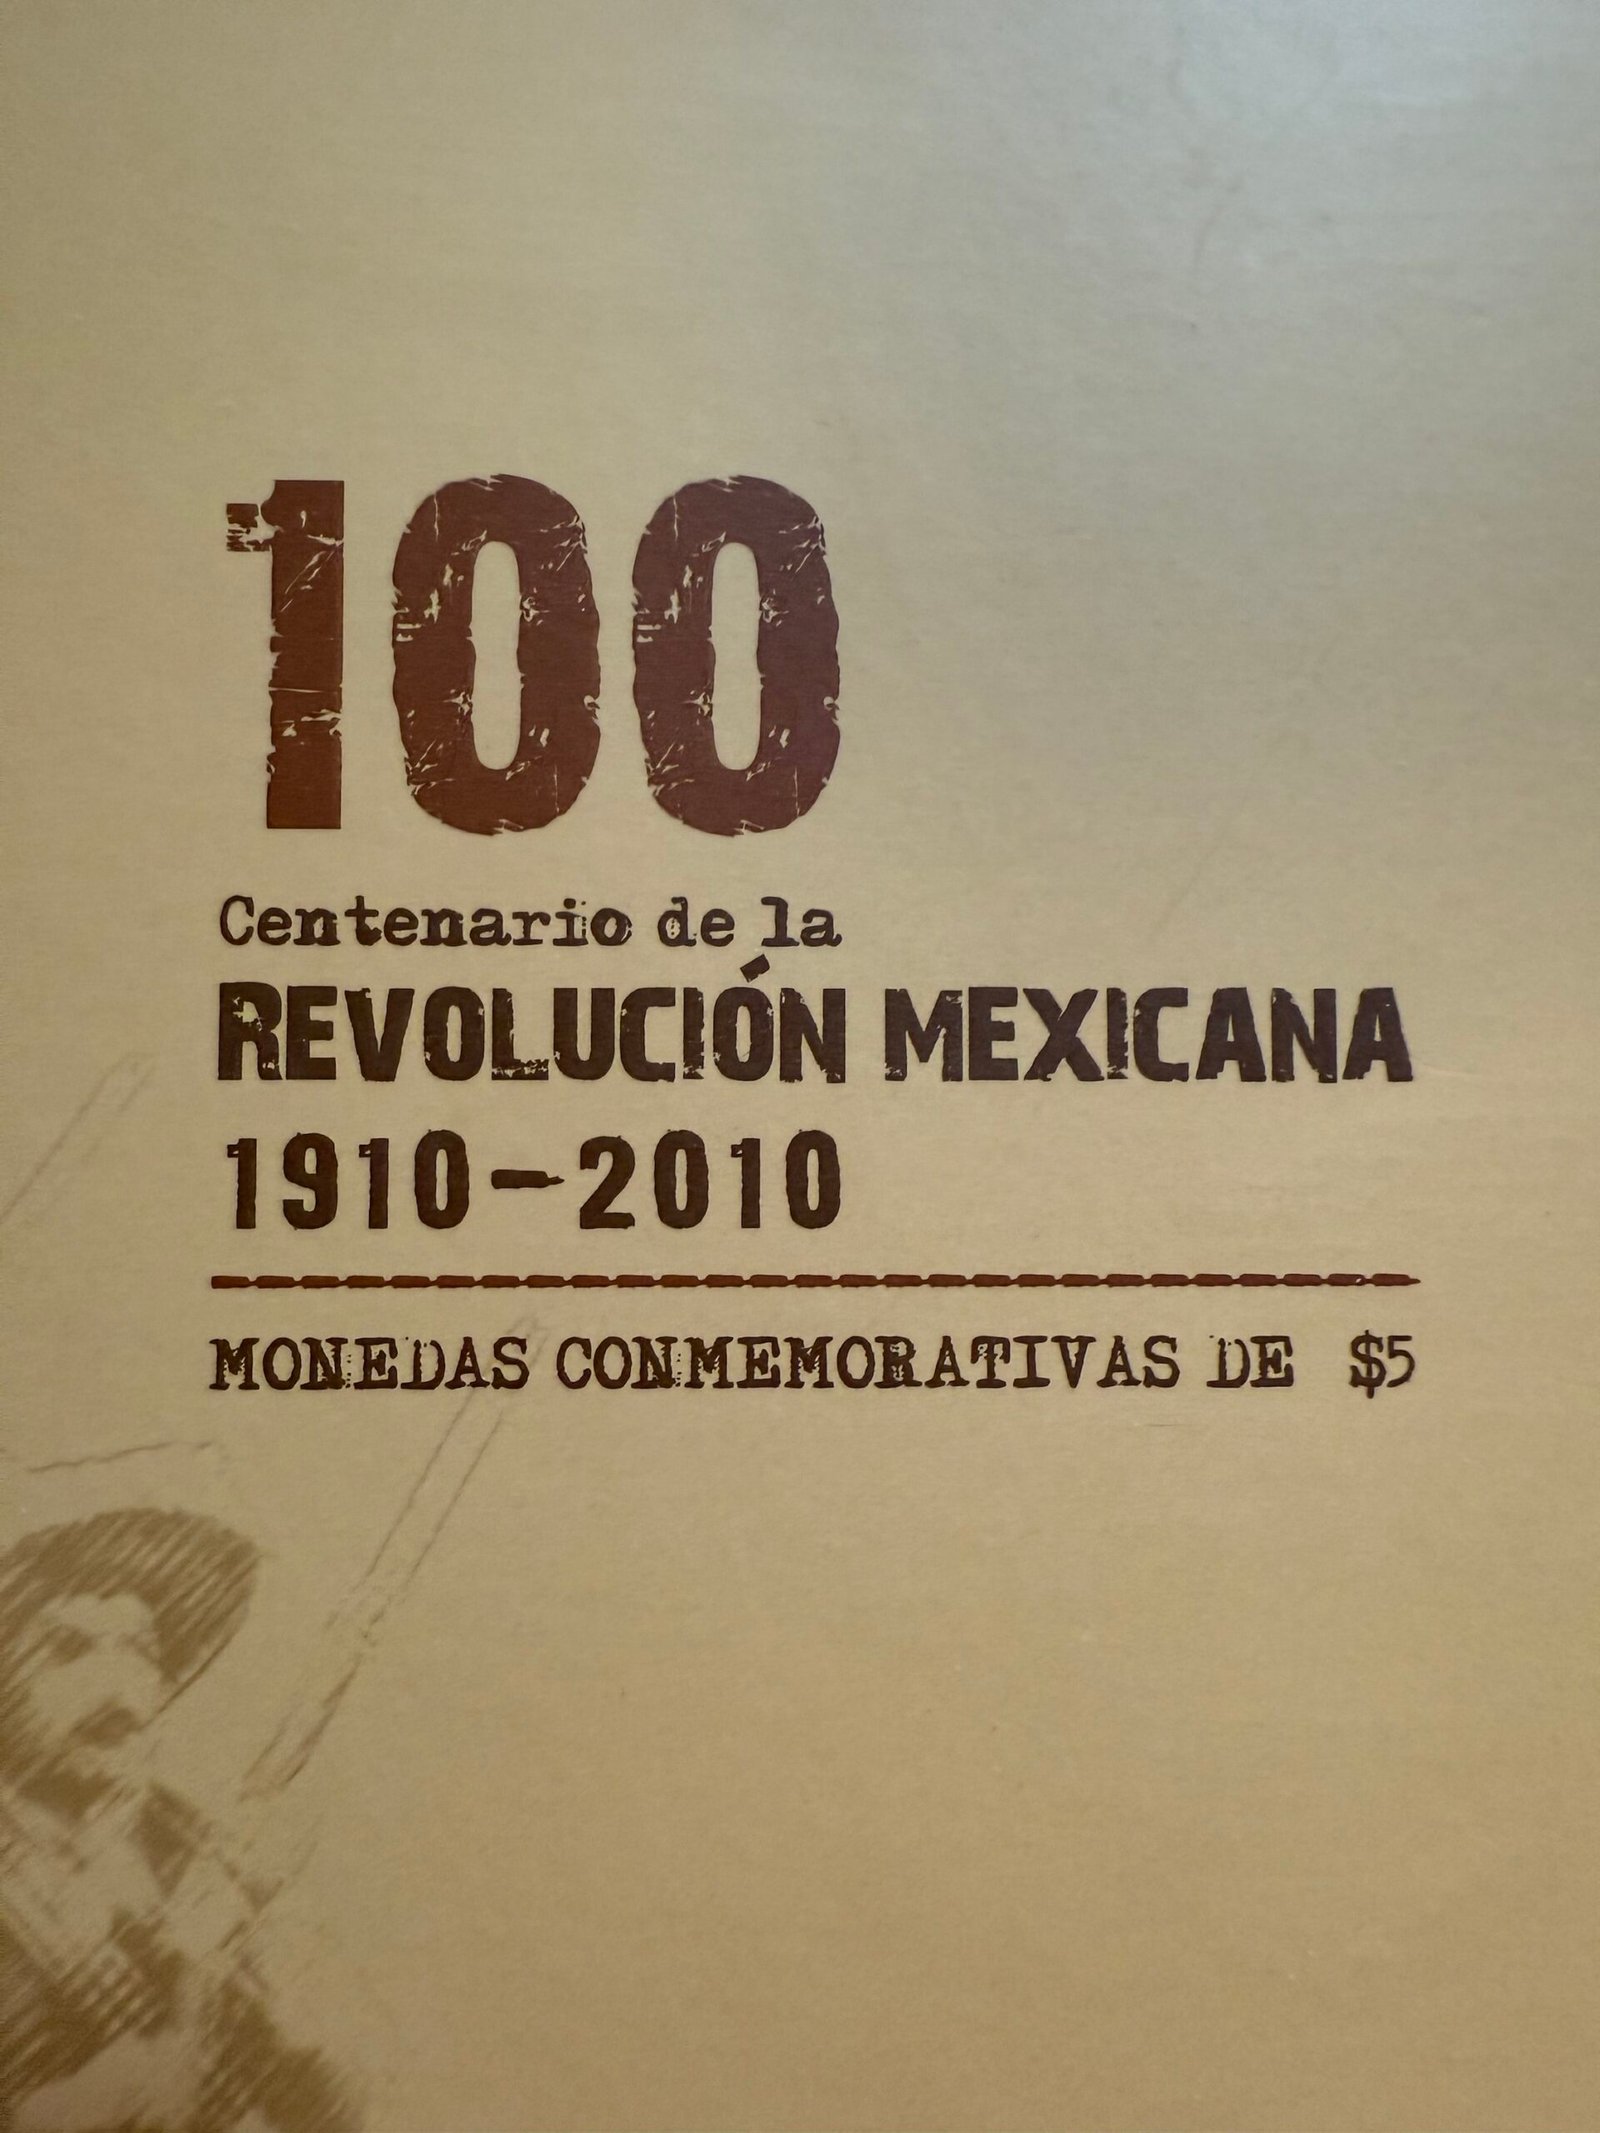 100
Centenario de la
REVOLUCIÓN MEXICANA
1910-2010
MONEDAS CONMEMORATIVAS DE $5